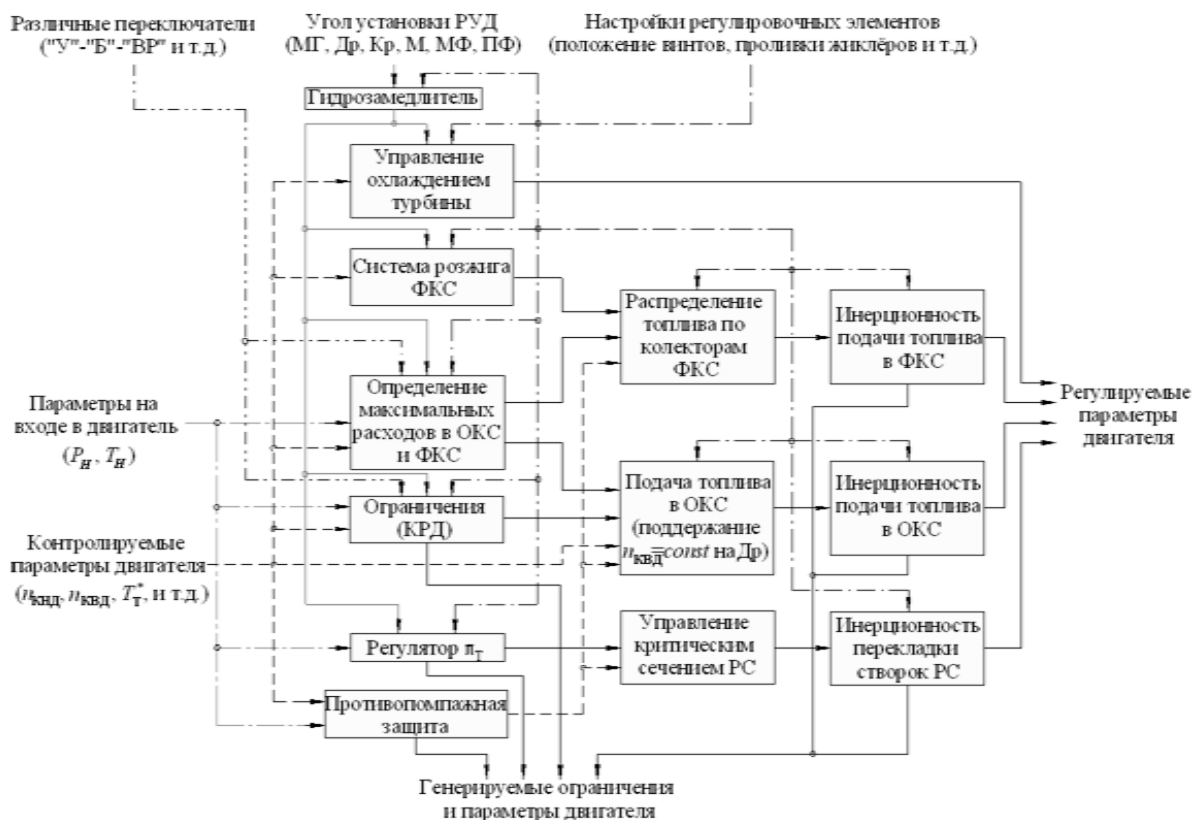 Различные переключатели
("У"-"Б"-"ВР" и т.д.)
Угол установки РУД
(МГ, Др, Кр, М, МФ, ПФ)
Настройки регулировочных элементов
(положение винтов, проливки жиклёров и т.д.)
Гидрозамедлитель
Управление
охлаждением
турбины
Система розжига
ФКС
Распределение
топлива по
колекторам
ФКС
Инерционность
подачи топлива
в ФКС
Определение
максимальных
расходов в ОКС
и ФКС
Параметры на
входе в двигатель
(Pн, Tн)
Регулируемые
параметры
двигателя
Ограничения
(КРД)
Подача топлива
в ОКС
(поддержание
nквд=const на Др)
Инерционность
подачи топлива
в ОКС
Контролируемые
параметры двигателя
(nкнд, nквд, Tт*, и т.д.)
Регулятор πт
Управление
критическим
сечением РС
Инерционность
перекладки
створок РС
Противопомпажная
защита
Генерируемые ограничения
и параметры двигателя